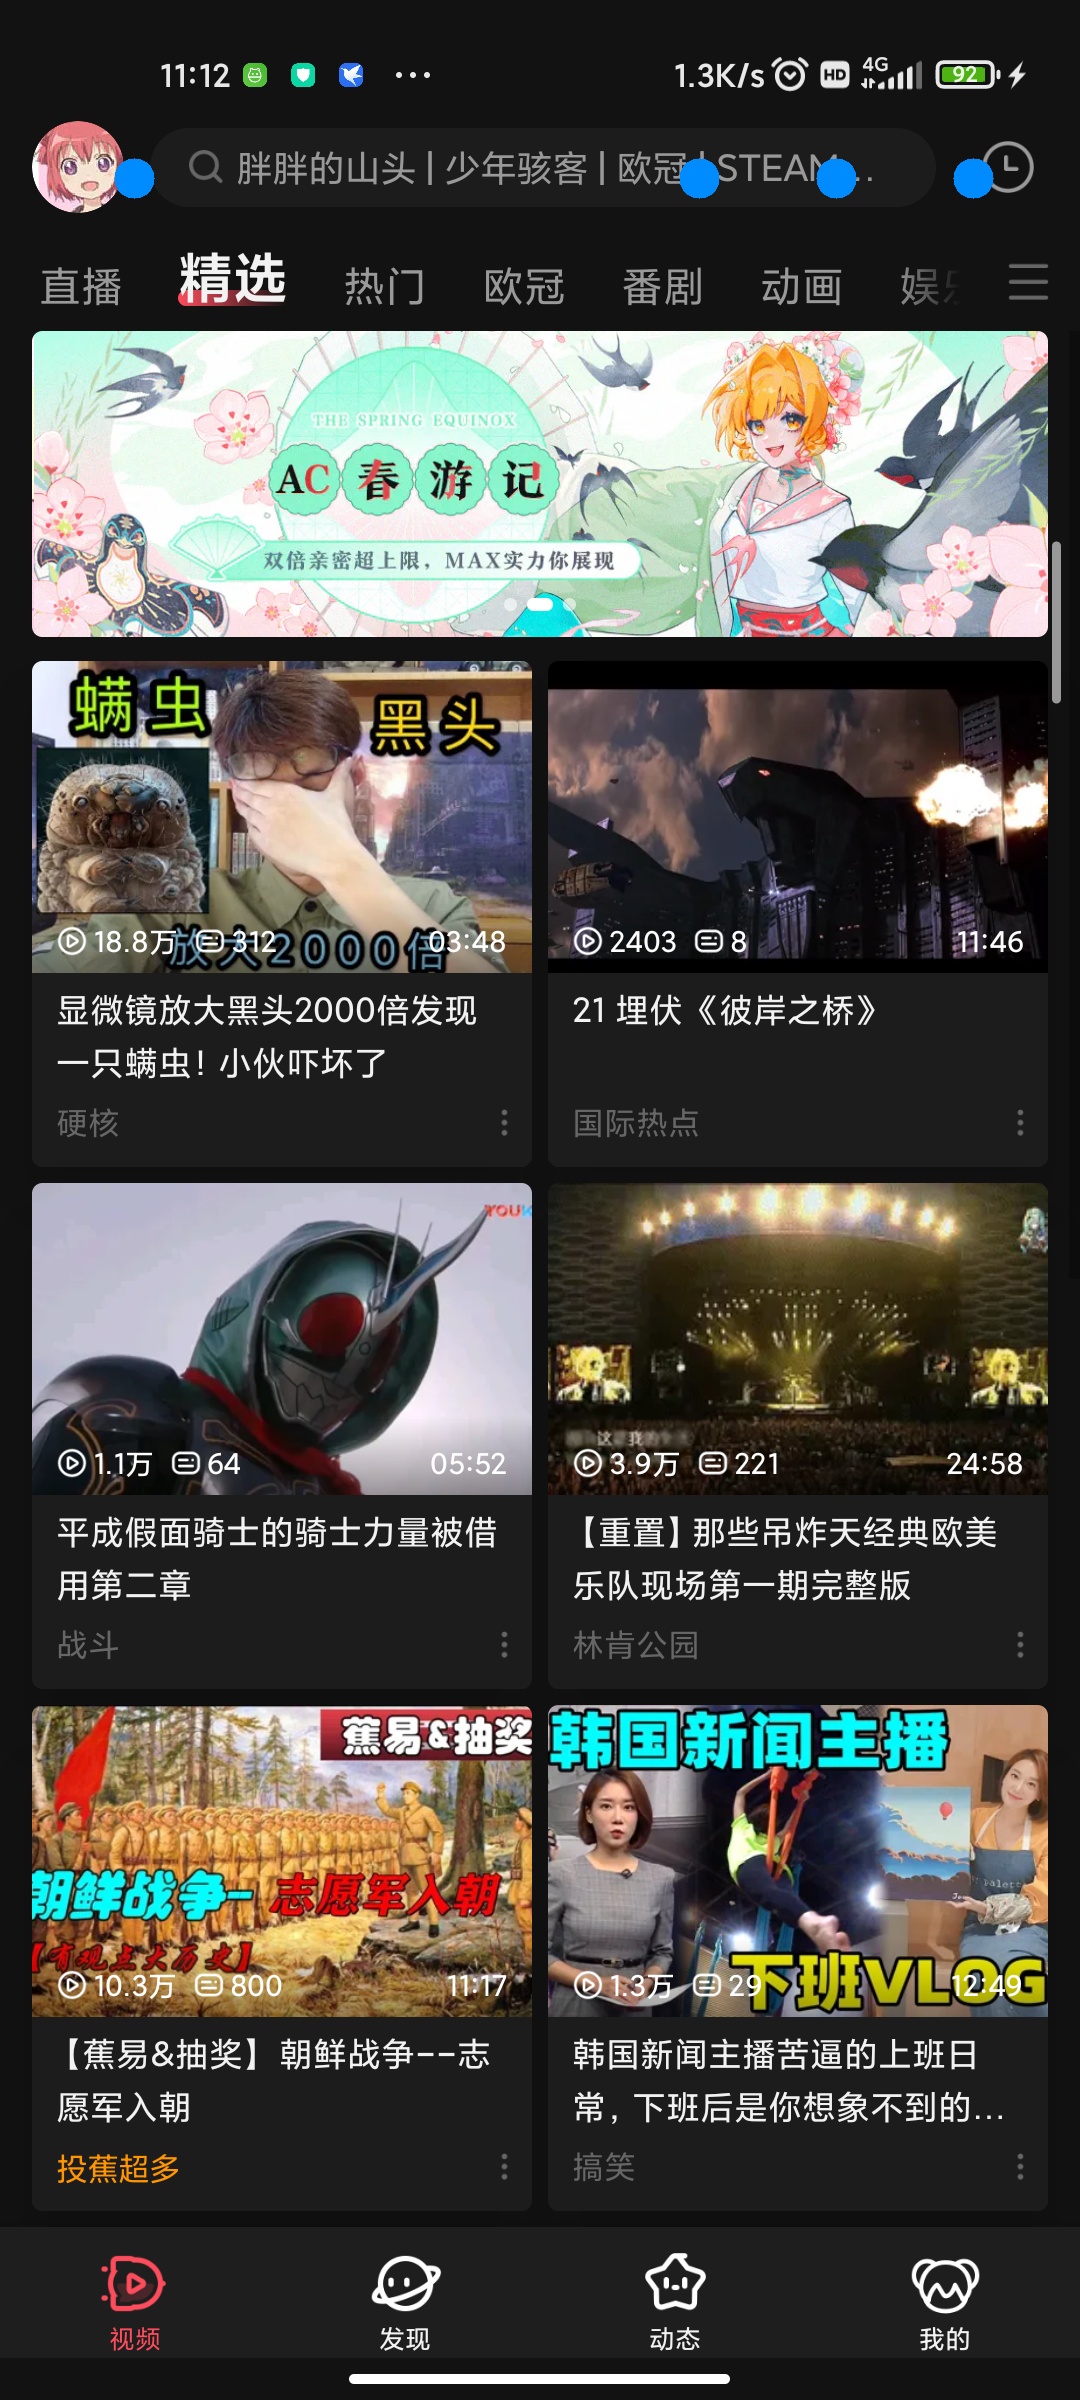 11:12
1.3K/s
HD
4G
92
胖胖的山头 | 少年骇客 | 欧冠 | STEAM...
直播 精选 热门 欧冠 番剧 动画
THE SPRING EQUINOX
AC春游记
双倍亲密超上限，MAX实力你展现
螨虫
黑头
放大2000倍
18.8万 312 03:48
显微镜放大黑头2000倍发现
一只螨虫！小伙吓坏了
硬核
2403 8 11:46
21 埋伏《彼岸之桥》
国际热点
YOUK
1.1万 64 05:52
平成假面骑士的骑士力量被借
用第二章
战斗
3.9万 221 24:58
【重置】那些吊炸天经典欧美
乐队现场第一期完整版
林肯公园
蕉易&抽奖
朝鲜战争-志愿军入朝
【有观点大历史】
10.3万 800 11:17
【蕉易&抽奖】朝鲜战争--志
愿军入朝
投蕉超多
韩国新闻主播
下班VLOG
1.3万 29 12:49
韩国新闻主播苦逼的上班日
常，下班后是你想象不到的...
搞笑
视频 发现 动态 我的